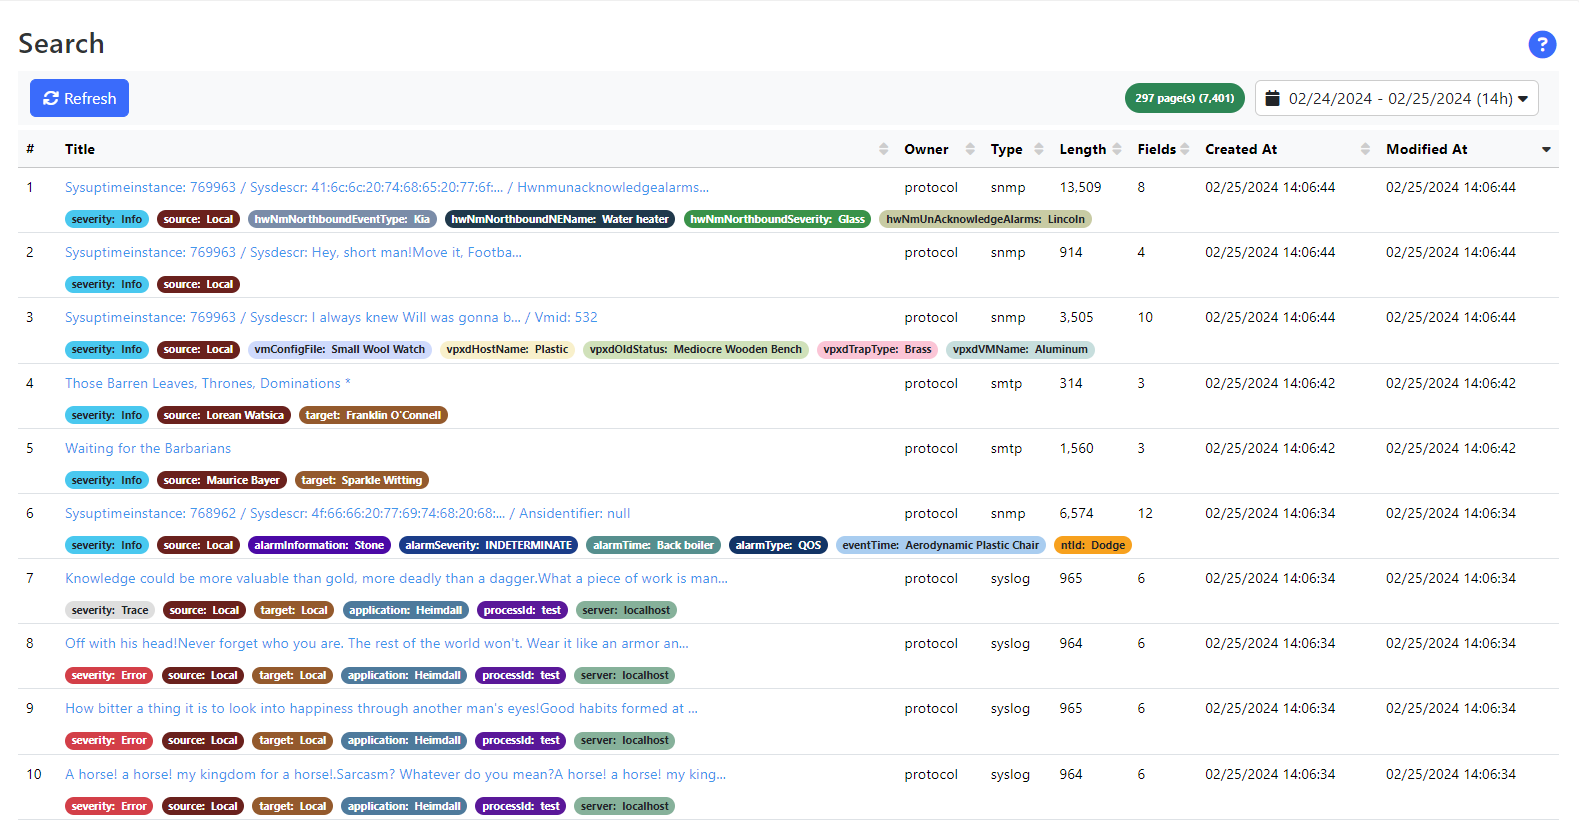 Search
?
Refresh 297 page(s) (7,401) 02/24/2024 - 02/25/2024 (14h)
# Title Owner Type Length Fields Created At Modified At
1 Sysuptimeinstance: 769963 / Sysdescr: 41:6c:6c:20:74:68:65:20:77:6f:... / Hwnmunacknowledgealarms... protocol snmp 13,509 8 02/25/2024 14:06:44 02/25/2024 14:06:44
severity: Info source: Local hwNmNorthboundEventType: Kia hwNmNorthboundNEName: Water heater hwNmNorthboundSeverity: Glass hwNmUnAcknowledgeAlarms: Lincoln
2 Sysuptimeinstance: 769963 / Sysdescr: Hey, short man!Move it, Footba... protocol snmp 914 4 02/25/2024 14:06:44 02/25/2024 14:06:44
severity: Info source: Local
3 Sysuptimeinstance: 769963 / Sysdescr: I always knew Will was gonna b... / Vmid: 532 protocol snmp 3,505 10 02/25/2024 14:06:44 02/25/2024 14:06:44
severity: Info source: Local vmConfigFile: Small Wool Watch vpxdHostName: Plastic vpxdOldStatus: Mediocre Wooden Bench vpxdTrapType: Brass vpxdVMName: Aluminum
4 Those Barren Leaves, Thrones, Dominations * protocol smtp 314 3 02/25/2024 14:06:42 02/25/2024 14:06:42
severity: Info source: Lorean Watsica target: Franklin O'Connell
5 Waiting for the Barbarians protocol smtp 1,560 3 02/25/2024 14:06:42 02/25/2024 14:06:42
severity: Info source: Maurice Bayer target: Sparkle Witting
6 Sysuptimeinstance: 768962 / Sysdescr: 4f:66:66:20:77:69:74:68:20:68:... / Ansidentifier: null protocol snmp 6,574 12 02/25/2024 14:06:34 02/25/2024 14:06:34
severity: Info source: Local alarmInformation: Stone alarmSeverity: INDETERMINATE alarmTime: Back boiler alarmType: QOS eventTime: Aerodynamic Plastic Chair ntId: Dodge
7 Knowledge could be more valuable than gold, more deadly than a dagger.What a piece of work is man... protocol syslog 965 6 02/25/2024 14:06:34 02/25/2024 14:06:34
severity: Trace source: Local target: Local application: Heimdall processId: test server: localhost
8 Off with his head!Never forget who you are. The rest of the world won't. Wear it like an armor an... protocol syslog 964 6 02/25/2024 14:06:34 02/25/2024 14:06:34
severity: Error source: Local target: Local application: Heimdall processId: test server: localhost
9 How bitter a thing it is to look into happiness through another man's eyes!Good habits formed at ... protocol syslog 965 6 02/25/2024 14:06:34 02/25/2024 14:06:34
severity: Error source: Local target: Local application: Heimdall processId: test server: localhost
10 A horse! a horse! my kingdom for a horse!.Sarcasm? Whatever do you mean?A horse! a horse! my king... protocol syslog 964 6 02/25/2024 14:06:34 02/25/2024 14:06:34
severity: Error source: Local target: Local application: Heimdall processId: test server: localhost